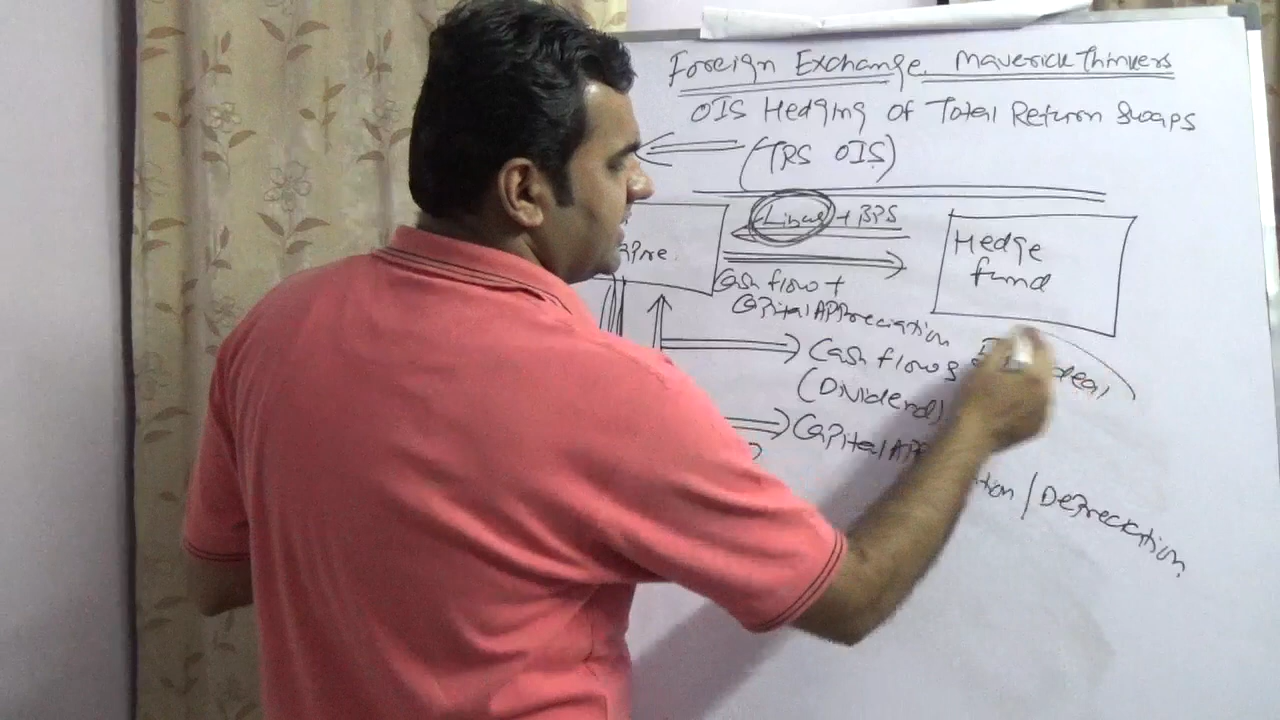 Foreign Exchange Maverick Thinkers
OIS Hedging of Total Return Swaps
(TRS OIS)
Libor + BPS
Hedge
fund
Cash flow +
Capital Appreciation
Cash flows
(Dividend)
/ Depreciation